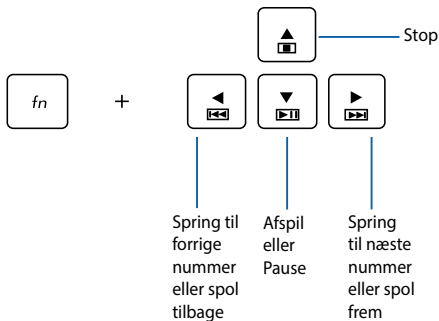 Stop
fn +
Spring til
forrige
nummer
eller spol
tilbage
Afspil
eller
Pause
Spring
til næste
nummer
eller spol
frem